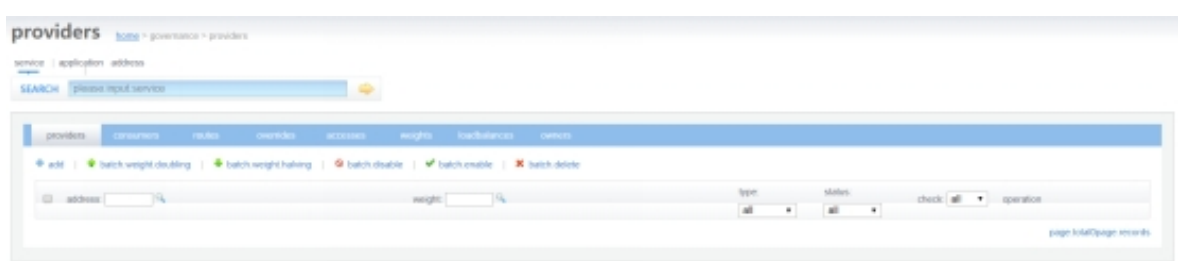 providers home > governance > providers
service | application address
SEARCH please input service
providers consumers routes overrides accesses weights loadbalances owners
add | batch weight doubling | batch weight halving | batch disable | batch enable | batch delete
address: weight: type: all status: all check: all operation
page.total0page.records